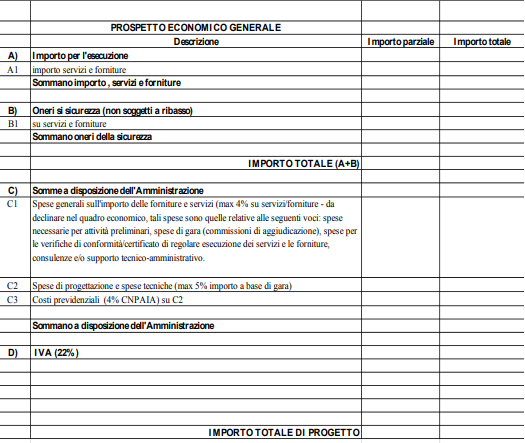 PROSPETTO ECONOMICO GENERALE
Descrizione Importo parziale Importo totale
A) Importo per l'esecuzione
A1 importo servizi e forniture
Sommano importo , servizi e forniture
B) Oneri si sicurezza (non soggetti a ribasso)
B1 su servizi e forniture
Sommano oneri della sicurezza
IMPORTO TOTALE (A+B)
C) Somme a disposizione dell'Amministrazione
C1 Spese generali sull'importo delle forniture e servizi (max 4% su servizi/forniture - da
declinare nel quadro economico, tali spese sono quelle relative alle seguenti voci: spese
necessarie per attività preliminari, spese di gara (commissioni di aggiudicazione), spese per
le verifiche di conformità/certificato di regolare esecuzione dei servizi e le forniture,
consulenze e/o supporto tecnico-amministrativo.
C2 Spese di progettazione e spese tecniche (max 5% importo a base di gara)
C3 Costi previdenziali (4% CNPAIA) su C2
Sommano a disposizione dell'Amministrazione
D) IVA (22%)
IMPORTO TOTALE DI PROGETTO